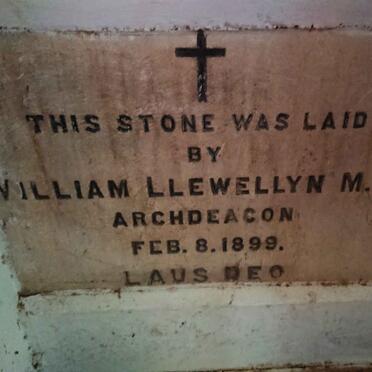 THIS STONE WAS LAID
BY
WILLIAM LLEWELLYN M.
ARCHDEACON
FEB. 8. 1899.
LAUS DEO